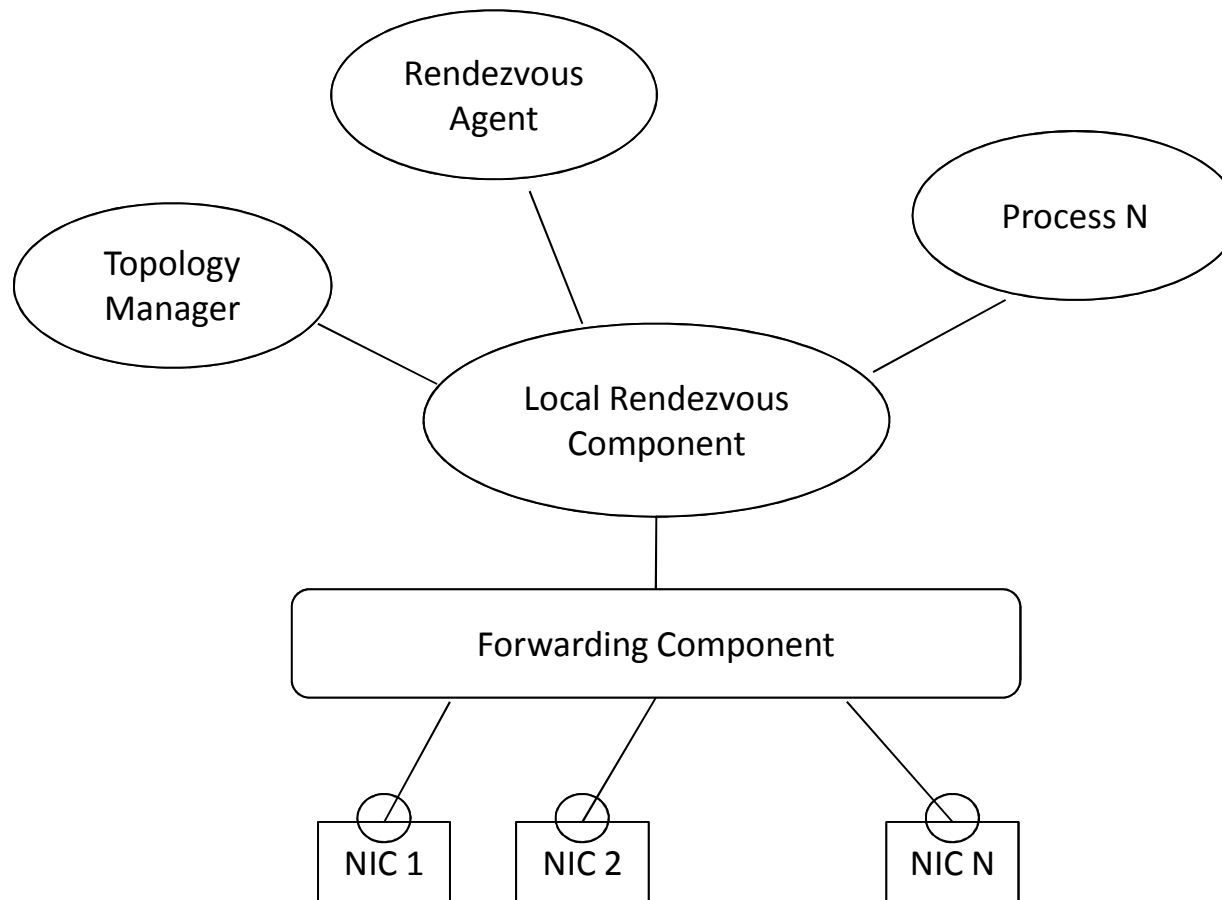 Rendezvous
Agent
Process N
Topology
Manager
Local Rendezvous
Component
Forwarding Component
NIC 1
NIC 2
NIC N